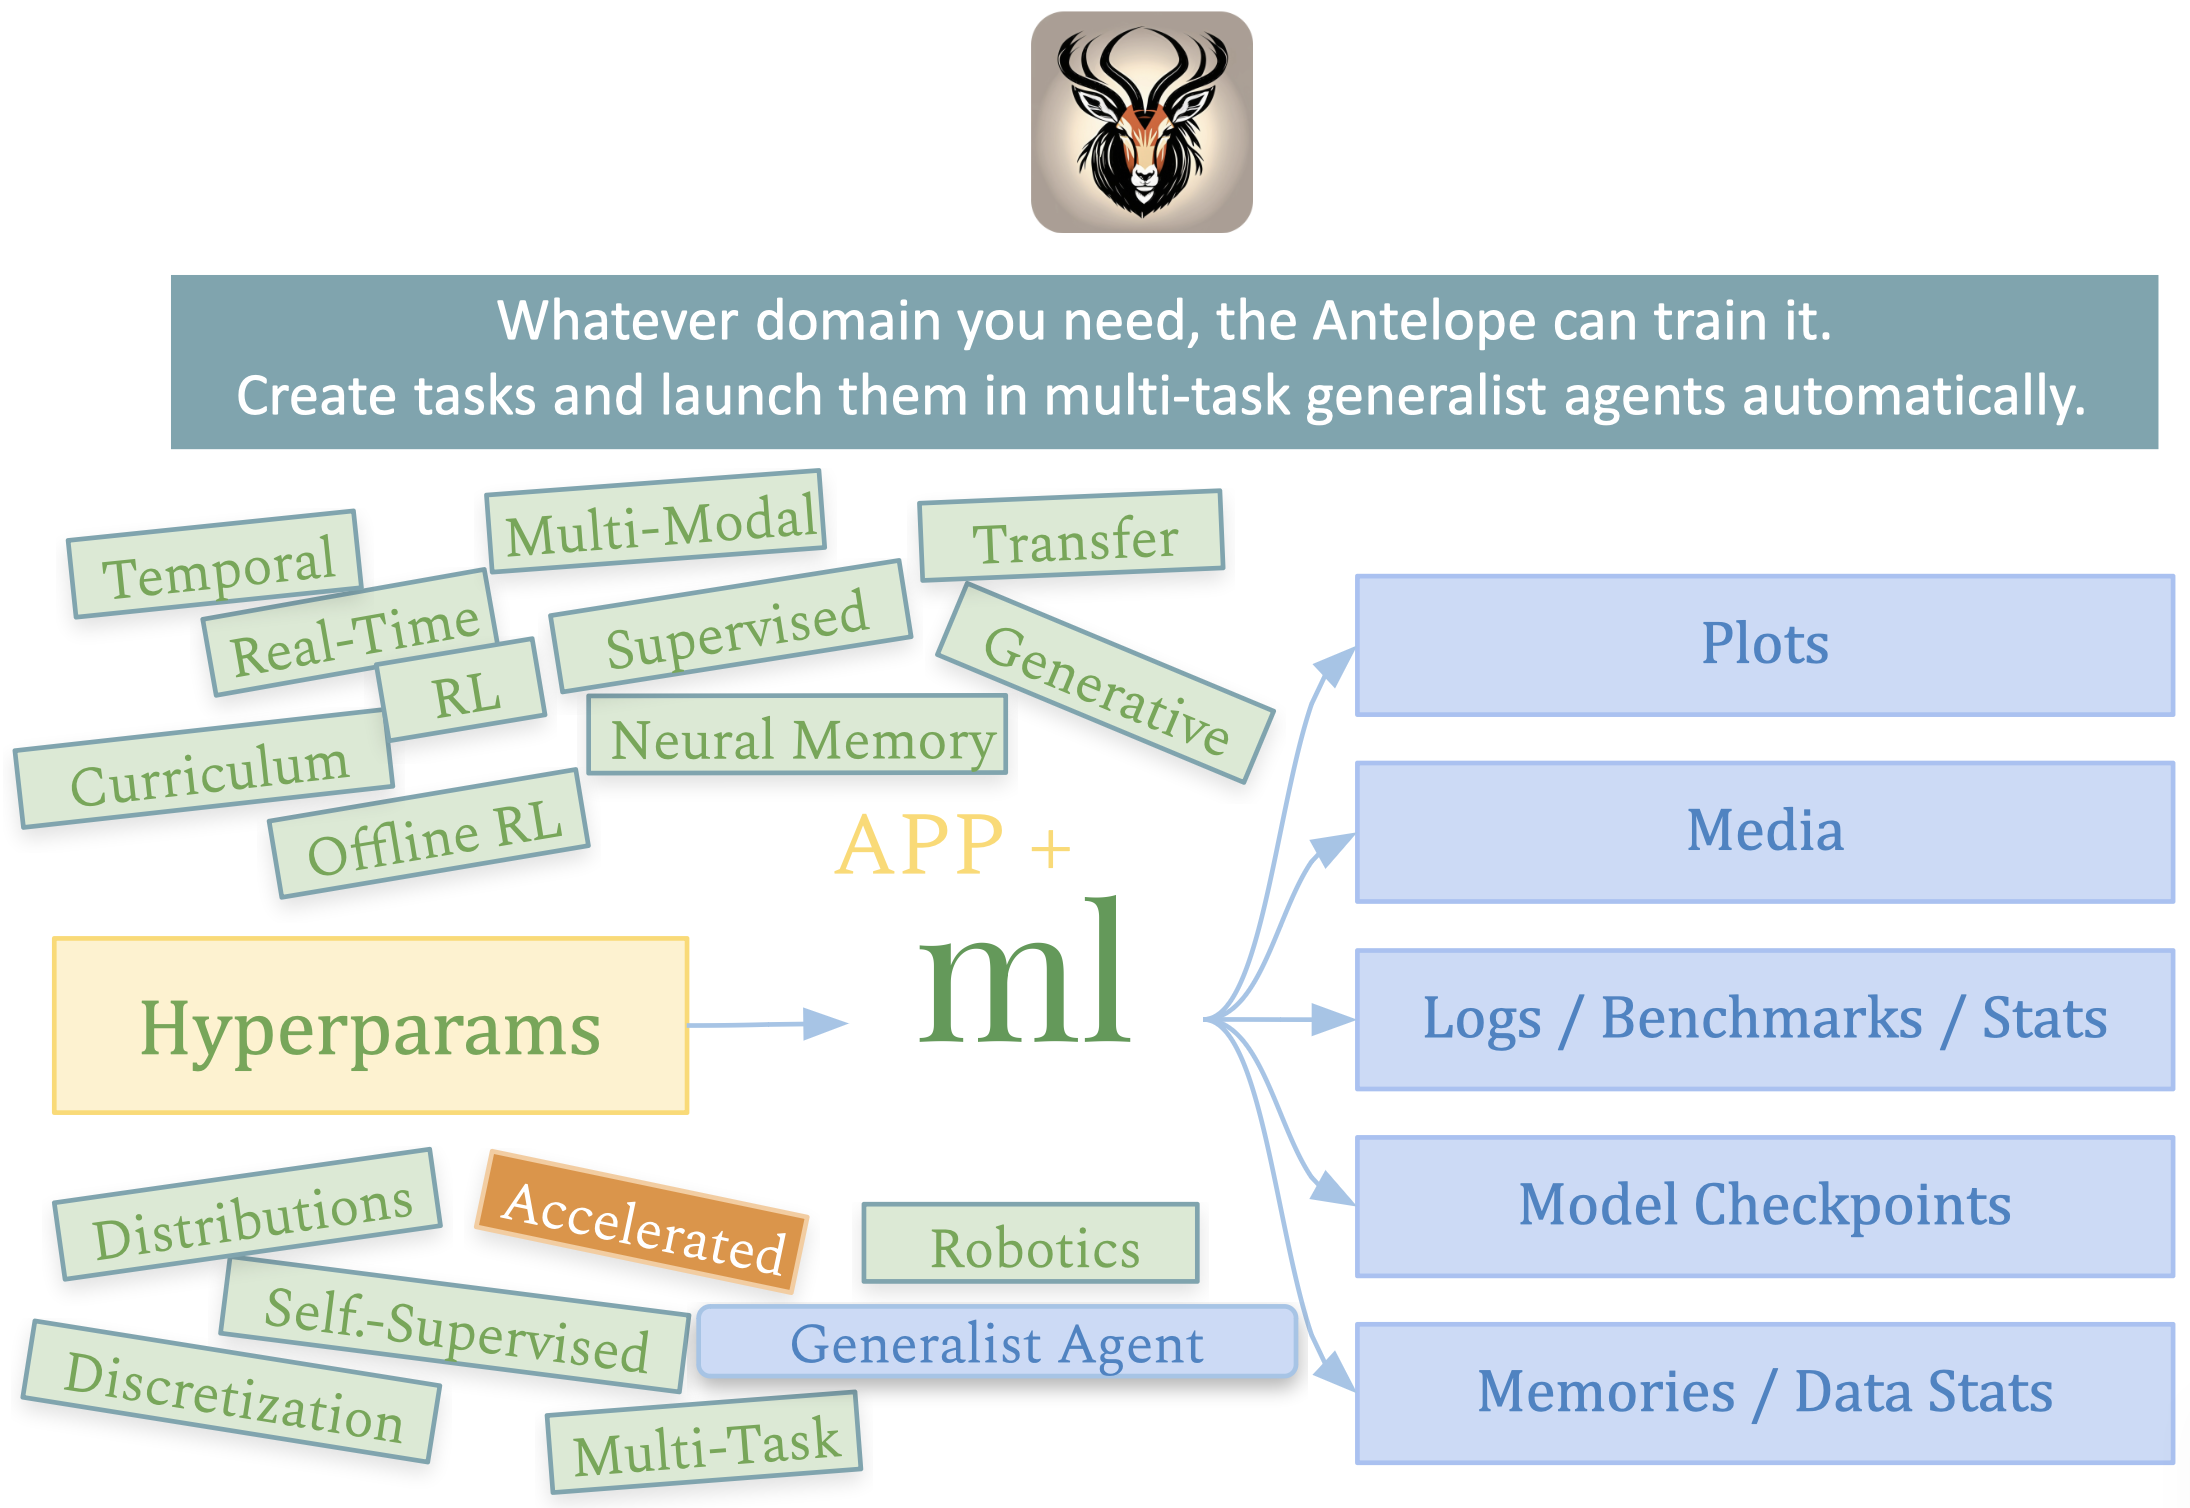 Whatever domain you need, the Antelope can train it.
Create tasks and launch them in multi-task generalist agents automatically.
Temporal
Multi-Modal
Transfer
Real-Time
Supervised
Generative
RL
Neural Memory
Curriculum
Offline RL
APP +
ml
Hyperparams
Distributions
Accelerated
Robotics
Self.-Supervised
Generalist Agent
Discretization
Multi-Task
Plots
Media
Logs / Benchmarks / Stats
Model Checkpoints
Memories / Data Stats